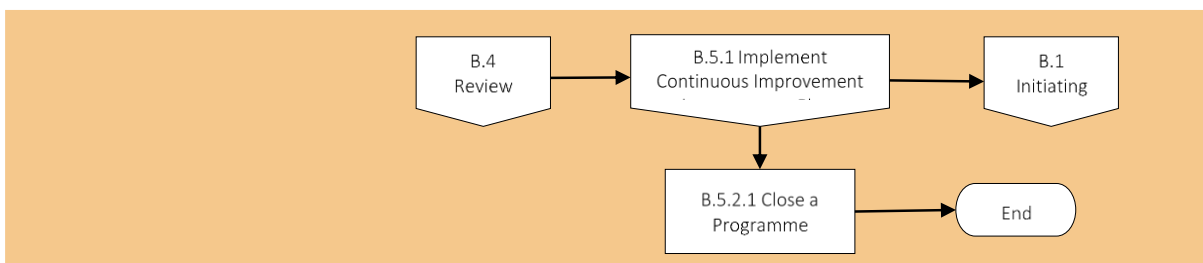 B.4
Review
B.5.1 Implement
Continuous Improvement
B.1
Initiating
B.5.2.1 Close a
Programme
End